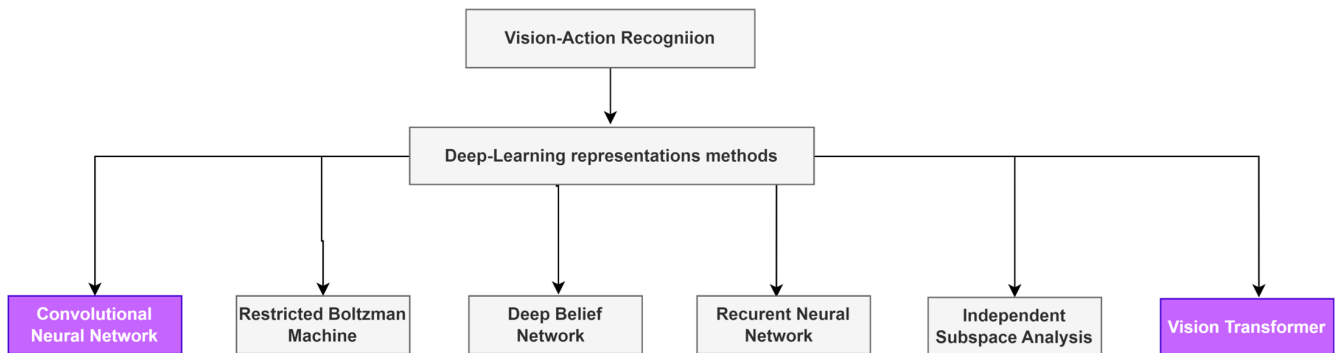 Vision-Action Recogniion
Deep-Learning representations methods
Convolutional
Neural Network
Restricted Boltzman
Machine
Deep Belief
Network
Recurent Neural
Network
Independent
Subspace Analysis
Vision Transformer